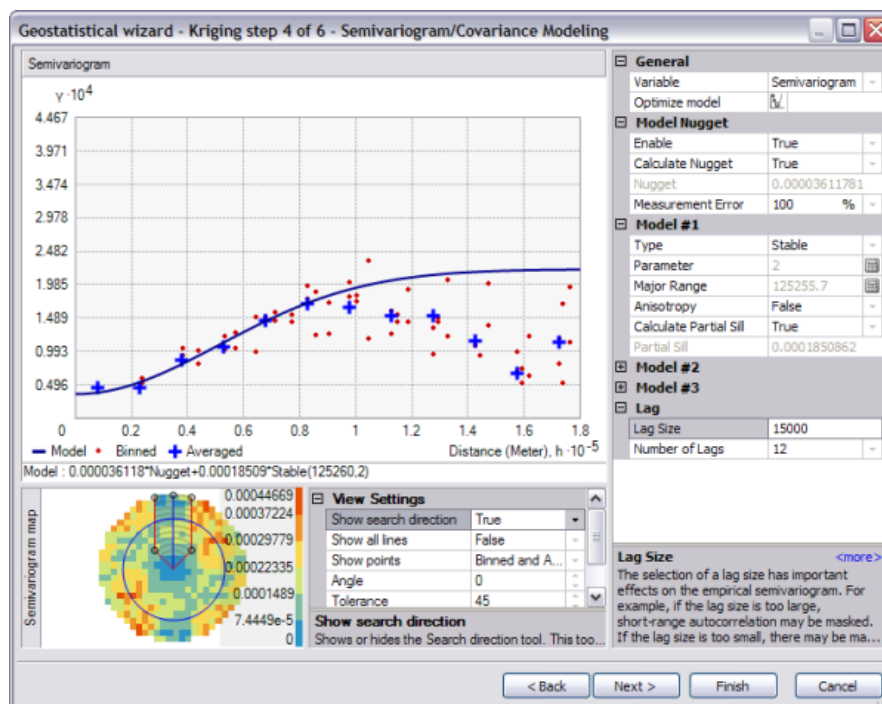 Geostatistical wizard - Kriging step 4 of 6 - Semivariogram/Covariance Modeling
Semivariogram
γ ·10⁴
4.467
3.971
3.474
2.978
2.482
1.985
1.489
0.993
0.496
0 0.2 0.4 0.6 0.8 1 1.2 1.4 1.6 1.8
Model Binned Averaged Distance (Meter), h ·10⁻⁵
Model : 0.000036118*Nugget+0.00018509*Stable(125260,2)
Semivariogram map
0.00044669
0.00037224
0.00029779
0.00022335
0.0001489
7.4449e-5
0
View Settings
Show search direction True
Show all lines False
Show points Binned and A...
Angle 0
Tolerance 45
Show search direction
Shows or hides the Search direction tool. This too...
General
Variable Semivariogram
Optimize model
Model Nugget
Enable True
Calculate Nugget True
Nugget 0.00003611781
Measurement Error 100 %
Model #1
Type Stable
Parameter 2
Major Range 125255.7
Anisotropy False
Calculate Partial Sill True
Partial Sill 0.0001850862
Model #2
Model #3
Lag
Lag Size 15000
Number of Lags 12
Lag Size <more>
The selection of a lag size has important
effects on the empirical semivariogram. For
example, if the lag size is too large,
short-range autocorrelation may be masked.
If the lag size is too small, there may be ma...
< Back Next > Finish Cancel